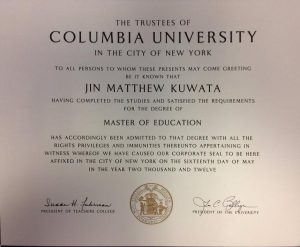 THE TRUSTEES OF
COLUMBIA UNIVERSITY
IN THE CITY OF NEW YORK
TO ALL PERSONS TO WHOM THESE PRESENTS MAY COME GREETING
BE IT KNOWN THAT
JIN MATTHEW KUWATA
HAVING COMPLETED THE STUDIES AND SATISFIED THE REQUIREMENTS
FOR THE DEGREE OF
MASTER OF EDUCATION
HAS ACCORDINGLY BEEN ADMITTED TO THAT DEGREE WITH ALL THE
RIGHTS PRIVILEGES AND IMMUNITIES THEREUNTO APPERTAINING IN
WITNESS WHEREOF WE HAVE CAUSED OUR CORPORATE SEAL TO BE HERE
AFFIXED IN THE CITY OF NEW YORK ON THE SIXTEENTH DAY OF MAY
IN THE YEAR TWO THOUSAND AND TWELVE
Susan H. Fuhrman
PRESIDENT OF TEACHERS COLLEGE
PRESIDENT OF THE UNIVERSITY